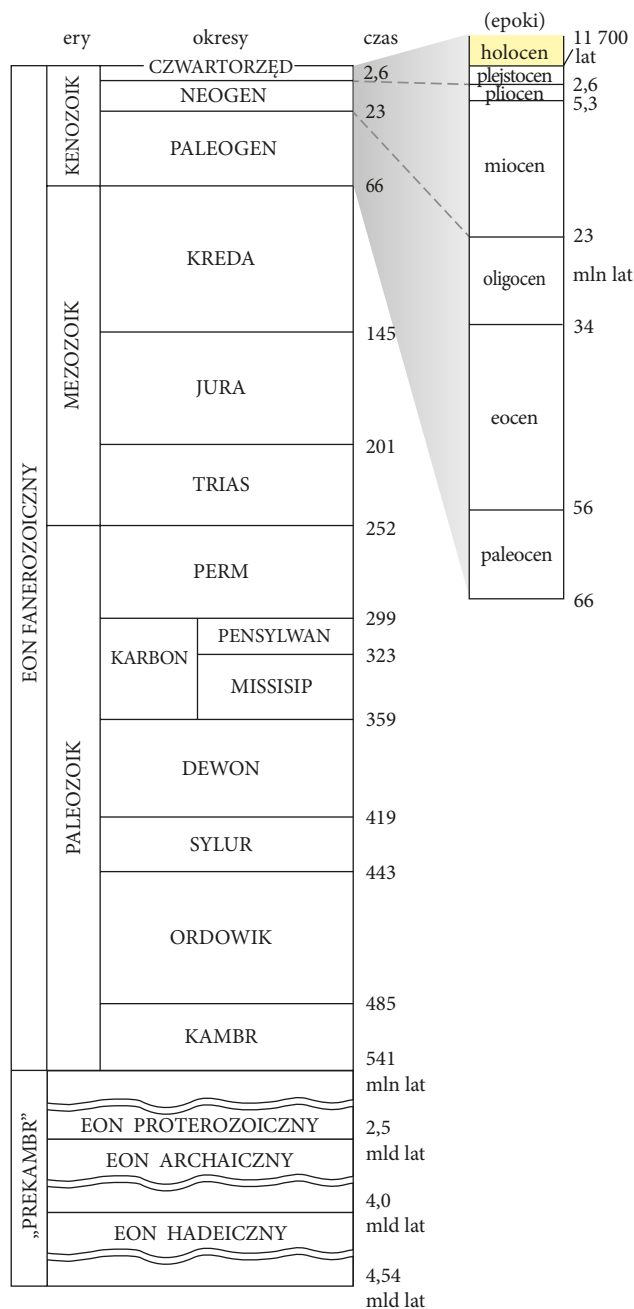 (epoki)
ery okresy czas 11 700
lat
holocen
CZWARTORZĘD 2,6 plejstocen
2,6
NEOGEN pliocen 5,3
23
KENOZOIK
PALEOGEN
miocen
66
23
KREDA
oligocen mln lat
34
145
MEZOZOIK
JURA
eocen
201
TRIAS
56
252
paleocen
PERM
66
299
PENSYLWAN
KARBON 323
MISSISIP
EON FANEROZOICZNY
359
DEWON
PALEOZOIK
419
SYLUR
443
ORDOWIK
485
KAMBR
541
mln lat
EON PROTEROZOICZNY 2,5
mld lat
EON ARCHAICZNY
„PREKAMBR”
4,0
mld lat
EON HADEICZNY
4,54
mld lat